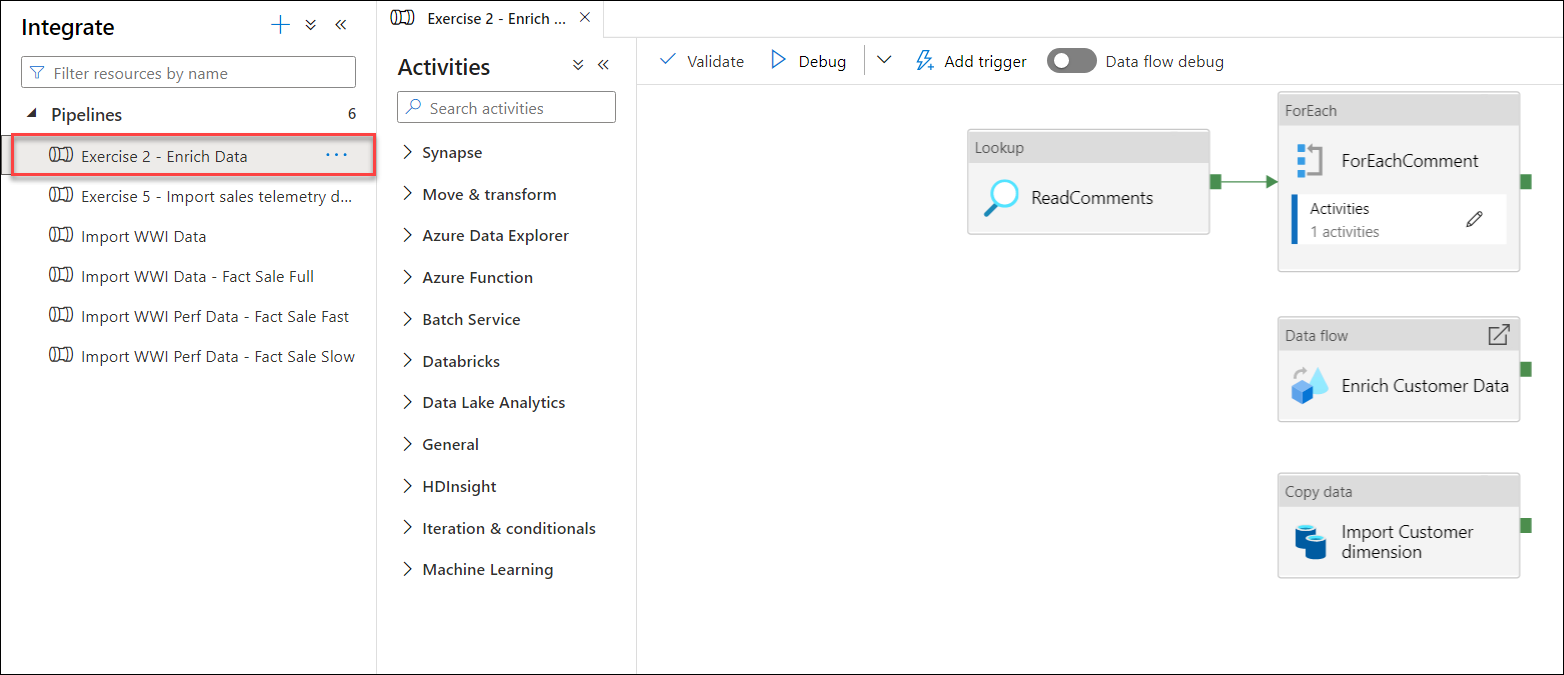 Integrate
Filter resources by name
Pipelines 6
Exercise 2 - Enrich Data ...
Exercise 5 - Import sales telemetry d...
Import WWI Data
Import WWI Data - Fact Sale Full
Import WWI Perf Data - Fact Sale Fast
Import WWI Perf Data - Fact Sale Slow
Exercise 2 - Enrich ...
Activities
Search activities
Synapse
Move & transform
Azure Data Explorer
Azure Function
Batch Service
Databricks
Data Lake Analytics
General
HDInsight
Iteration & conditionals
Machine Learning
Validate Debug Add trigger Data flow debug
Lookup
ReadComments
ForEach
ForEachComment
Activities
1 activities
Data flow
Enrich Customer Data
Copy data
Import Customer
dimension